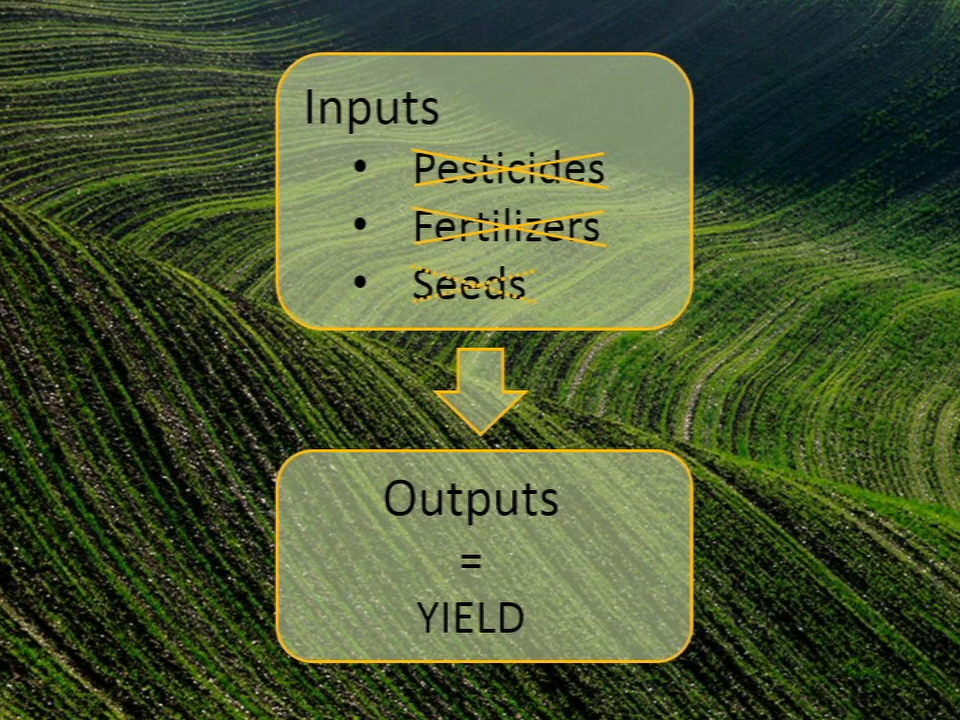 Inputs
• Pesticides
• Fertilizers
• Seeds
Outputs
=
YIELD